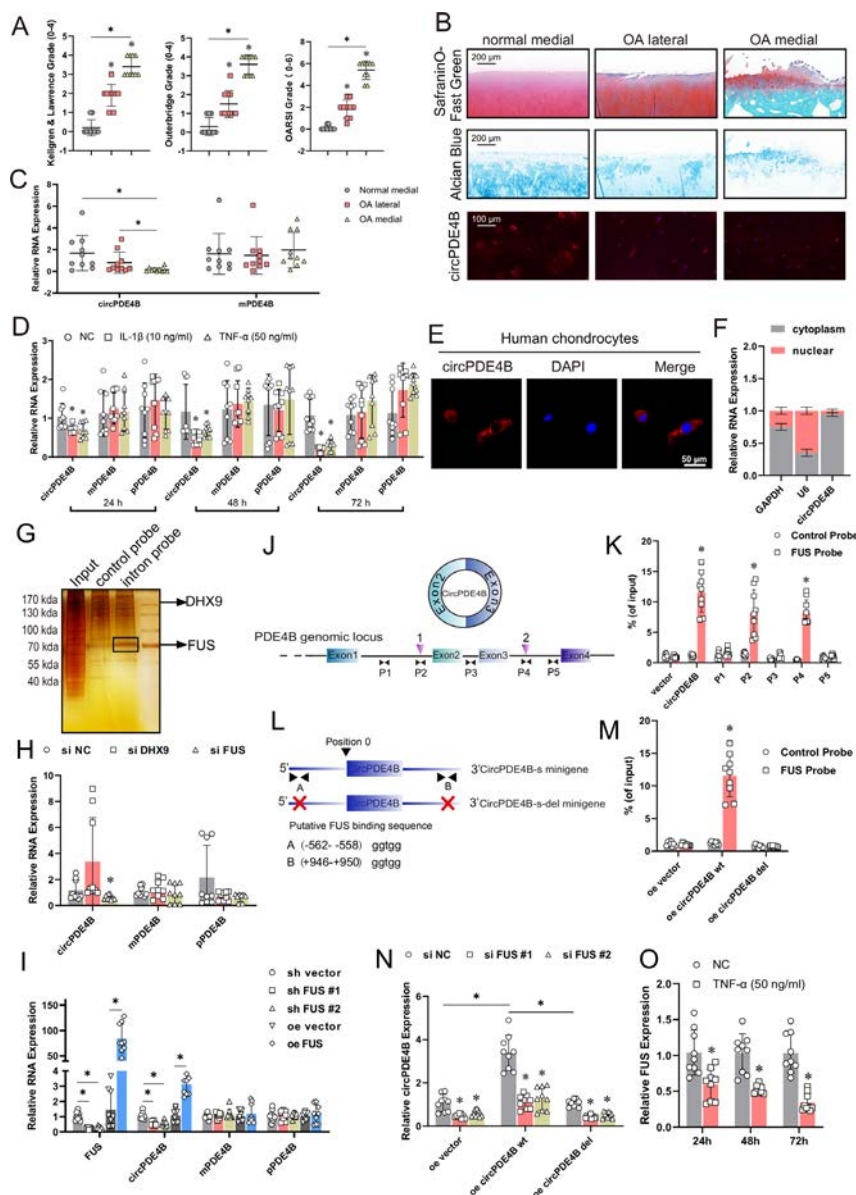 A
Kellgren & Lawrence Grade (0-4)
Outerbridge Grade (0-4)
OARSI Grade (0-6)
B
normal medial OA lateral OA medial
SafraninO-
Fast Green
200 μm 200 μm 200 μm
Alcian Blue
200 μm
circPDE4B
100 μm
C
Relative RNA Expression
Normal medial
OA lateral
OA medial
circPDE4B mPDE4B
D
NC IL-1β (10 ng/ml) TNF-α (50 ng/ml)
Relative RNA Expression
circPDE4B mPDE4B pPDE4B circPDE4B mPDE4B pPDE4B circPDE4B mPDE4B pPDE4B
24 h 48 h 72 h
E
Human chondrocytes
circPDE4B DAPI Merge
50 μm
F
cytoplasm
nuclear
Relative RNA Expression
GAPDH U6 circPDE4B
G
Input control probe intron probe
170 kda
130 kda
100 kda
70 kda
55 kda
40 kda
DHX9
FUS
H
si NC si DHX9 si FUS
Relative RNA Expression
circPDE4B mPDE4B pPDE4B
I
sh vector
sh FUS #1
sh FUS #2
oe vector
oe FUS
Relative RNA Expression
FUS circPDE4B mPDE4B pPDE4B
J
Exon2 CircPDE4B Exon3
PDE4B genomic locus
1 2
Exon1 Exon2 Exon3 Exon4
P1 P2 P3 P4 P5
K
Control Probe
FUS Probe
% (of input)
vector circPDE4B P1 P2 P3 P4 P5
L
Position 0
5' CircPDE4B 3'CircPDE4B-s minigene
A B
5' CircPDE4B 3'CircPDE4B-s-del minigene
Putative FUS binding sequence
A (-562- -558) ggtgg
B (+946-+950) ggtgg
M
Control Probe
FUS Probe
% (of input)
oe vector oe circPDE4B wt oe circPDE4B del
N
si NC si FUS #1 si FUS #2
Relative circPDE4B Expression
oe vector oe circPDE4B wt oe circPDE4B del
O
NC
TNF-α (50 ng/ml)
Relative FUS Expression
24h 48h 72h